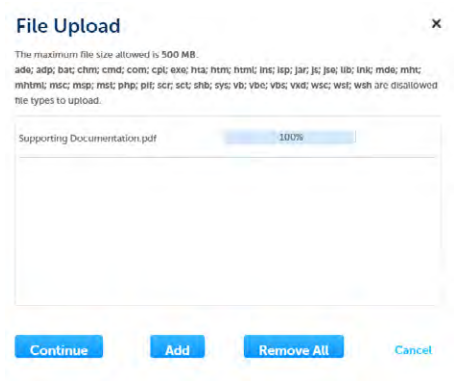 File Upload ×
The maximum file size allowed is 500 MB.
ade; adp; bat; chm; cmd; com; cpl; exe; hta; htm; html; ins; isp; jar; js; jse; lib; lnk; mde; mht;
mhtml; msc; msp; mst; php; pif; scr; sct; shb; sys; vb; vbe; vbs; vxd; wsc; wsf; wsh are disallowed
file types to upload.
Supporting Documentation.pdf 100%
Continue Add Remove All Cancel